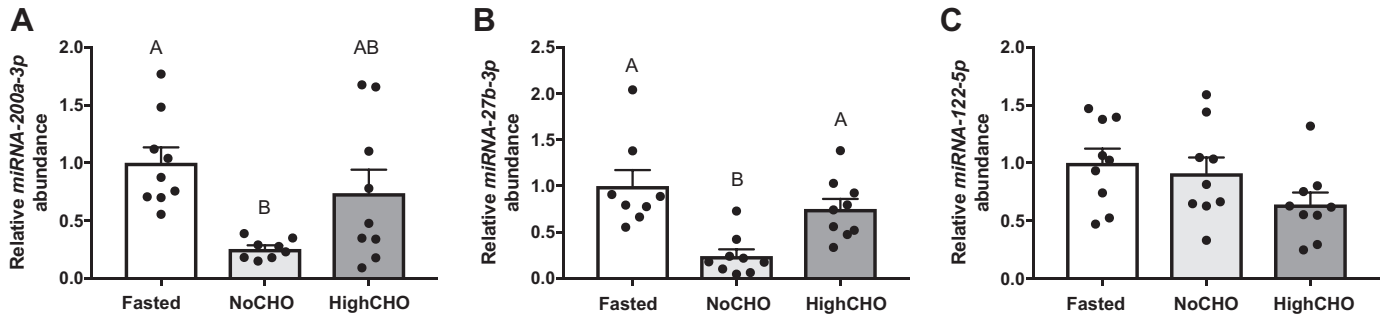 A
Relative miRNA-200a-3p
abundance
2.0
1.5
1.0
0.5
0.0
A
B
AB
Fasted
NoCHO
HighCHO
B
Relative miRNA-27b-3p
abundance
2.5
2.0
1.5
1.0
0.5
0.0
A
B
A
Fasted
NoCHO
HighCHO
C
Relative miRNA-122-5p
abundance
2.0
1.5
1.0
0.5
0.0
Fasted
NoCHO
HighCHO